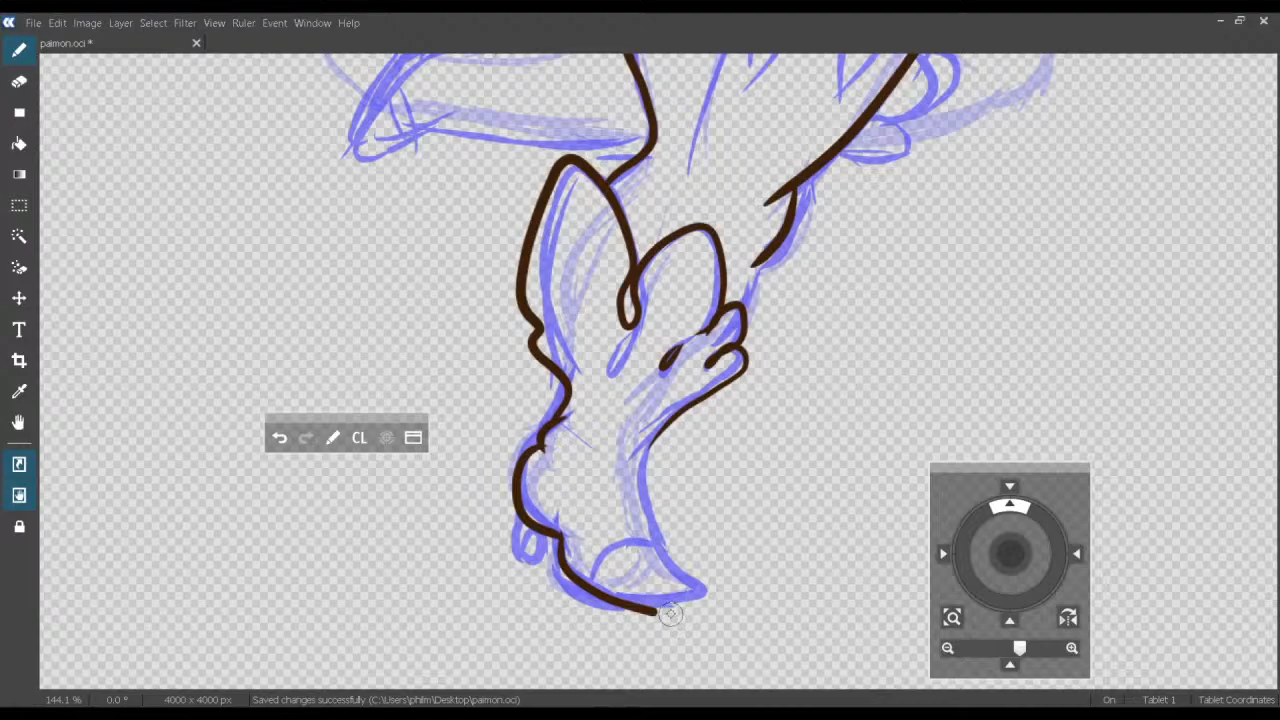 File Edit Image Layer Select Filter View Ruler Event Window Help
paimon.oci *
CL
144.1 % 0.0 ° 4000 x 4000 px Saved changes successfully (C:\Users\philm\Desktop\paimon.oci) On Tablet 1 Tablet Coordinates